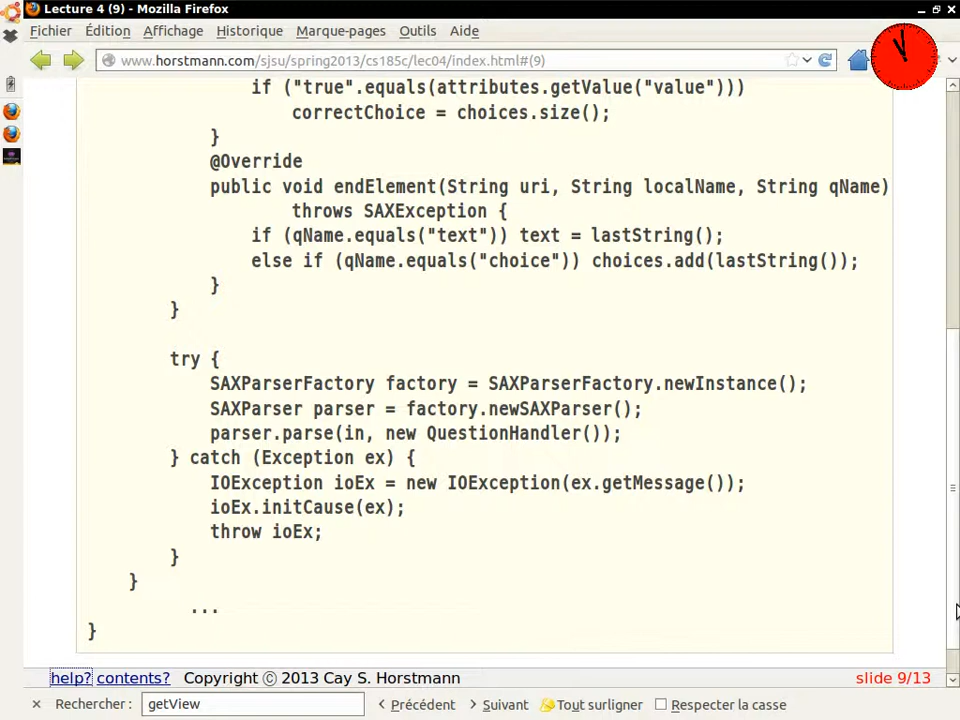 Lecture 4 (9) - Mozilla Firefox
Fichier Édition Affichage Historique Marque-pages Outils Aide
www.horstmann.com/sjsu/spring2013/cs185c/lec04/index.html#(9)
if ("true".equals(attributes.getValue("value")))
correctChoice = choices.size();
}
@Override
public void endElement(String uri, String localName, String qName)
throws SAXException {
if (qName.equals("text")) text = lastString();
else if (qName.equals("choice")) choices.add(lastString());
}
}
try {
SAXParserFactory factory = SAXParserFactory.newInstance();
SAXParser parser = factory.newSAXParser();
parser.parse(in, new QuestionHandler());
} catch (Exception ex) {
IOException ioEx = new IOException(ex.getMessage());
ioEx.initCause(ex);
throw ioEx;
}
}
...
}
help? contents? Copyright © 2013 Cay S. Horstmann slide 9/13
Rechercher : getView Précédent Suivant Tout surligner Respecter la casse